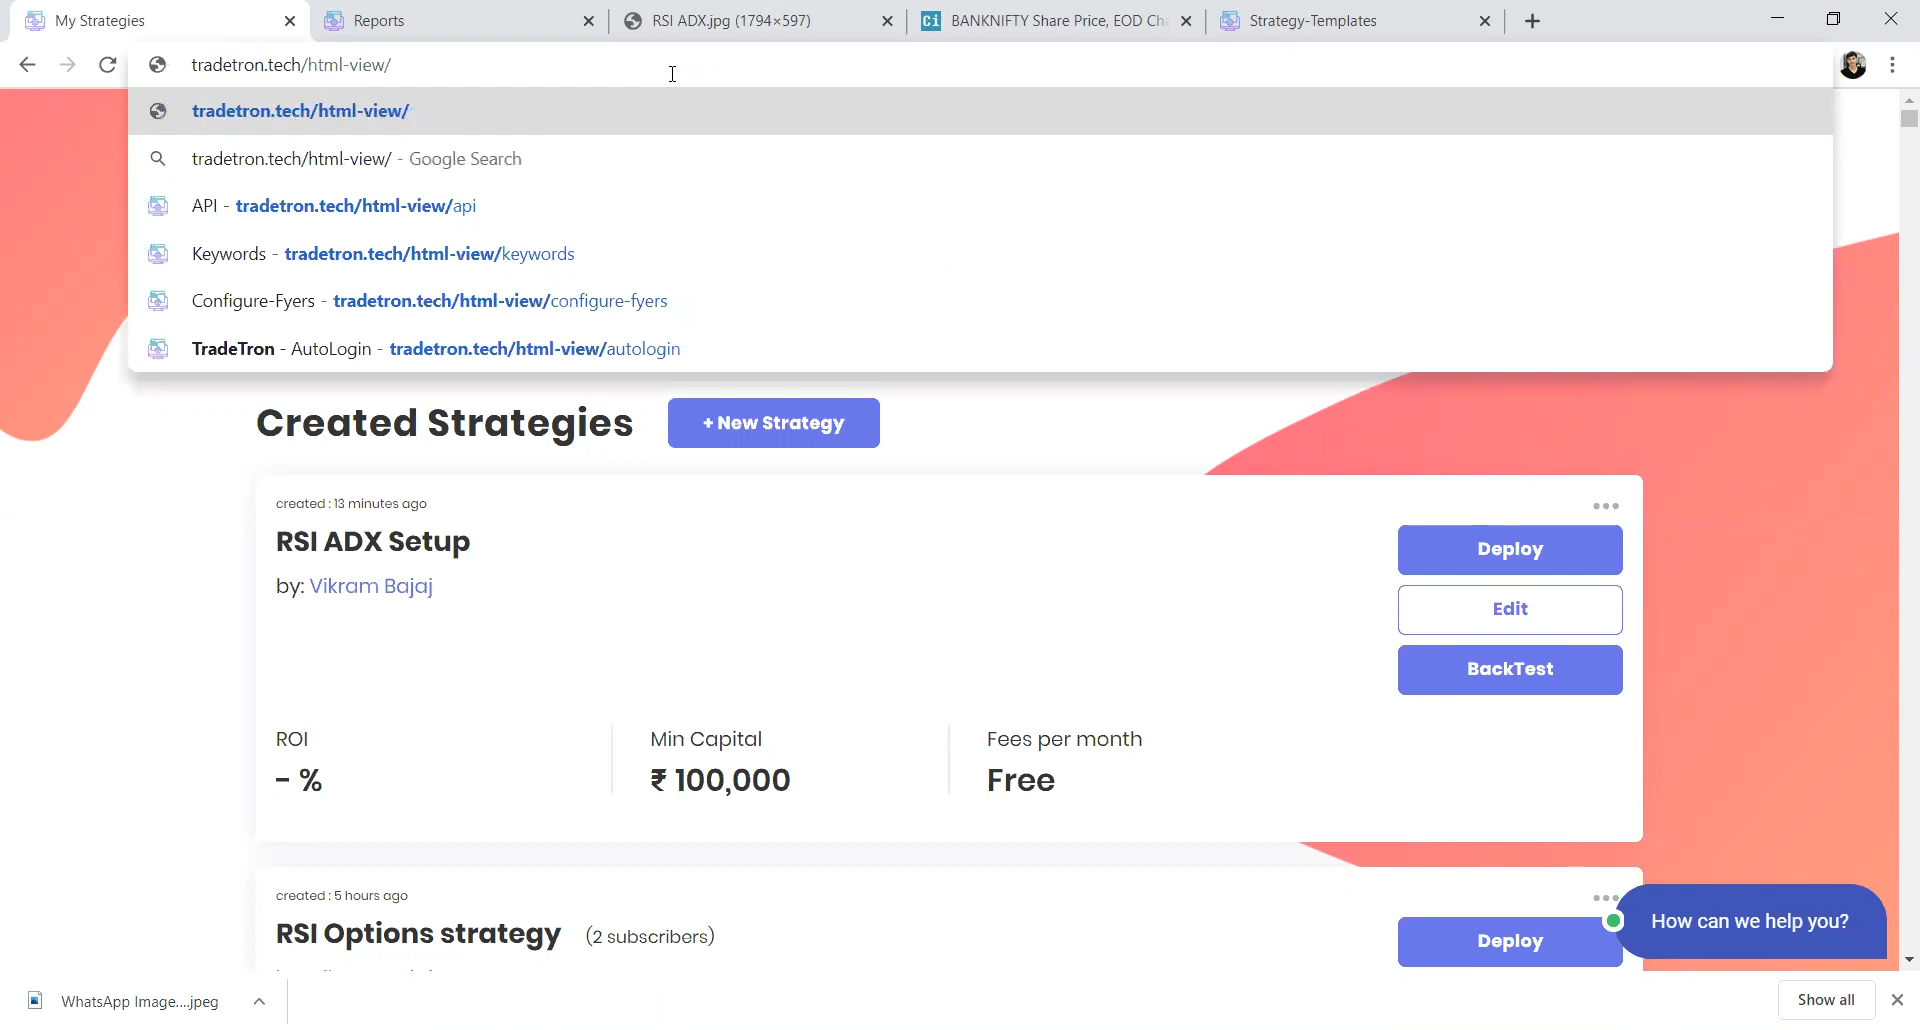 My Strategies
Reports
RSI ADX.jpg (1794×597)
BANKNIFTY Share Price, EOD Ch
Strategy-Templates
tradetron.tech/html-view/
tradetron.tech/html-view/
tradetron.tech/html-view/ - Google Search
API - tradetron.tech/html-view/api
Keywords - tradetron.tech/html-view/keywords
Configure-Fyers - tradetron.tech/html-view/configure-fyers
TradeTron - AutoLogin - tradetron.tech/html-view/autologin
Created Strategies
+ New Strategy
created : 13 minutes ago
RSI ADX Setup
by: Vikram Bajaj
Deploy
Edit
BackTest
ROI
- %
Min Capital
₹ 100,000
Fees per month
Free
created : 5 hours ago
RSI Options strategy (2 subscribers)
Deploy
How can we help you?
WhatsApp Image....jpeg
Show all